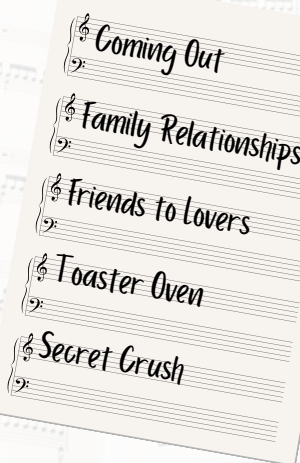 Coming Out
Family Relationships
Friends to Lovers
Toaster Oven
Secret Crush